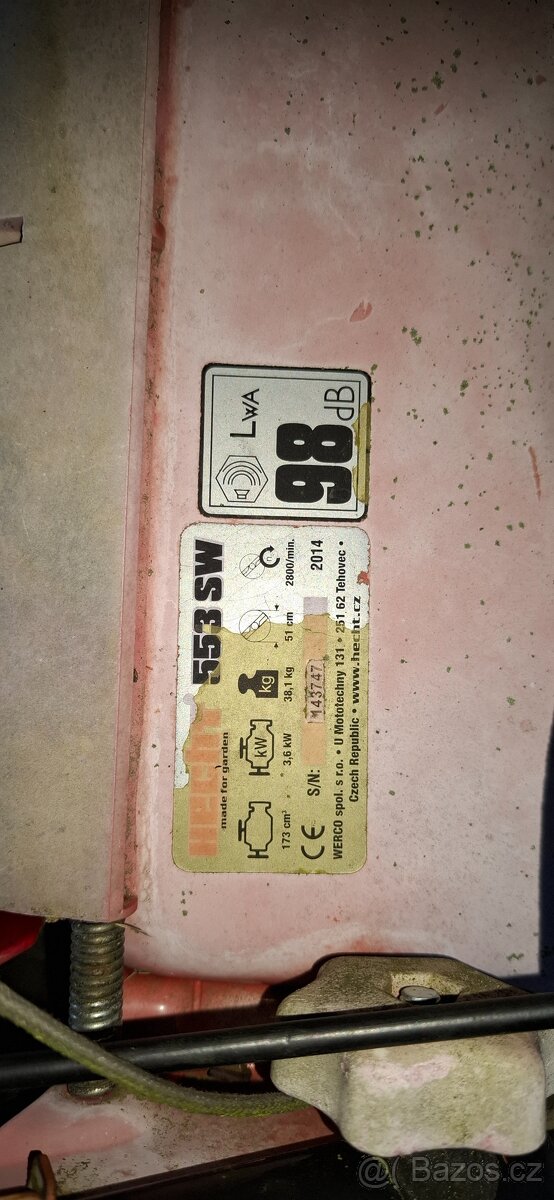 LWA
98
dB
hecht 553 SW
made for garden
kW
kg
n
173 cm³ 3,6 kW 38,1 kg 51 cm 2800/min.
CE S/N: 143747 2014
WERCO spol. s r.o. • U Mototechny 131 • 251 62 Tehovec •
Czech Republic • www.hecht.cz
@ Bazos.cz